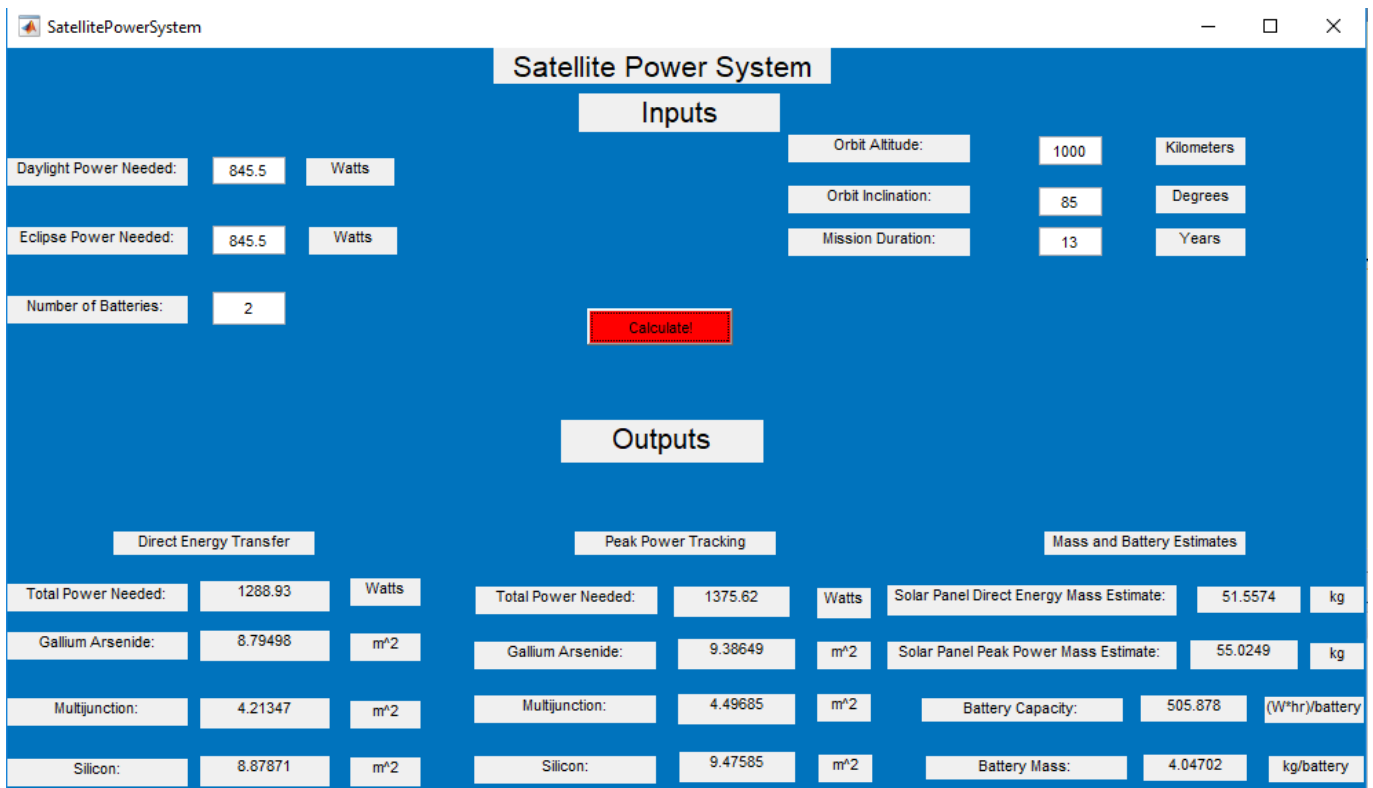 SatellitePowerSystem
Satellite Power System
Inputs
Daylight Power Needed: 845.5 Watts
Eclipse Power Needed: 845.5 Watts
Number of Batteries: 2
Orbit Altitude: 1000 Kilometers
Orbit Inclination: 85 Degrees
Mission Duration: 13 Years
Calculate!
Outputs
Direct Energy Transfer
Total Power Needed: 1288.93 Watts
Gallium Arsenide: 8.79498 m^2
Multijunction: 4.21347 m^2
Silicon: 8.87871 m^2
Peak Power Tracking
Total Power Needed: 1375.62 Watts
Gallium Arsenide: 9.38649 m^2
Multijunction: 4.49685 m^2
Silicon: 9.47585 m^2
Mass and Battery Estimates
Solar Panel Direct Energy Mass Estimate: 51.5574 kg
Solar Panel Peak Power Mass Estimate: 55.0249 kg
Battery Capacity: 505.878 (W*hr)/battery
Battery Mass: 4.04702 kg/battery